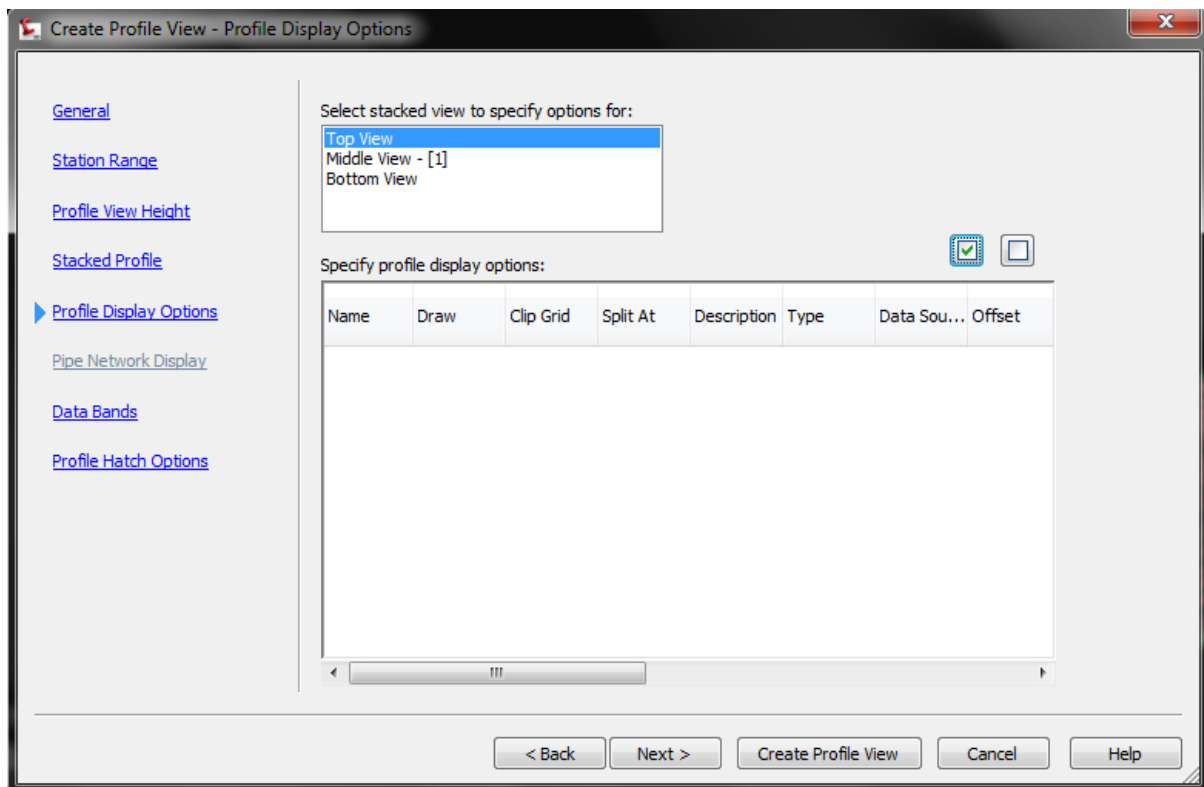 Create Profile View - Profile Display Options
General
Station Range
Profile View Height
Stacked Profile
Profile Display Options
Pipe Network Display
Data Bands
Profile Hatch Options
Select stacked view to specify options for:
Top View
Middle View - [1]
Bottom View
Specify profile display options:
Name Draw Clip Grid Split At Description Type Data Sou... Offset
< Back Next > Create Profile View Cancel Help